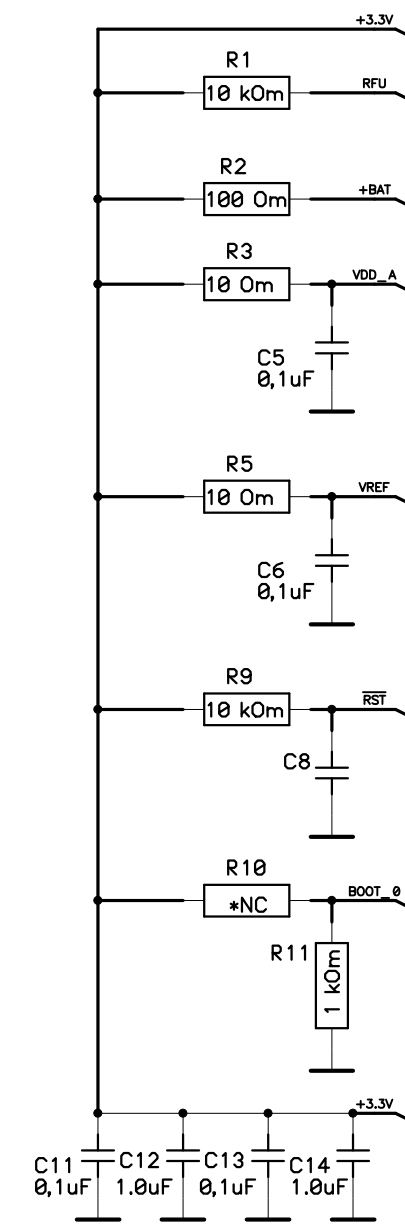 +3.3V
R1
RFU
10 kOm
R2
+BAT
100 Om
R3
VDD_A
10 Om
C5
0,1uF
R5
VREF
10 Om
C6
0,1uF
R9
RST
10 kOm
C8
R10
BOOT_0
*NC
R11
1 kOm
+3.3V
C11 C12 C13 C14
0,1uF 1.0uF 0,1uF 1.0uF